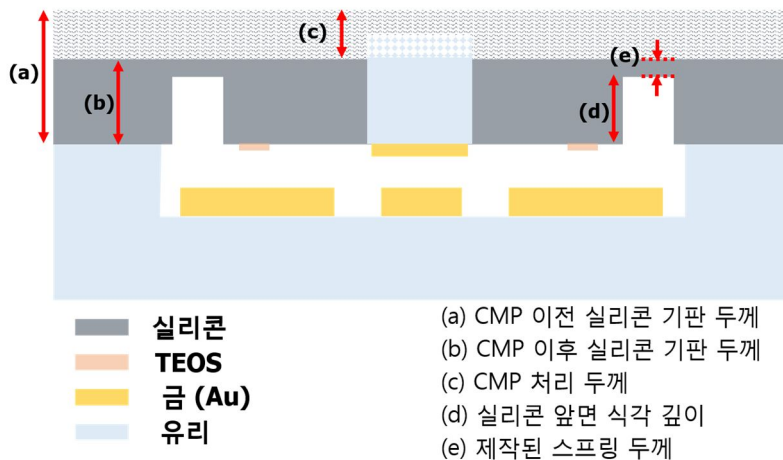 (a)
(b)
(c)
(d)
(e)
실리콘
TEOS
금 (Au)
유리
(a) CMP 이전 실리콘 기판 두께
(b) CMP 이후 실리콘 기판 두께
(c) CMP 처리 두께
(d) 실리콘 앞면 식각 깊이
(e) 제작된 스프링 두께